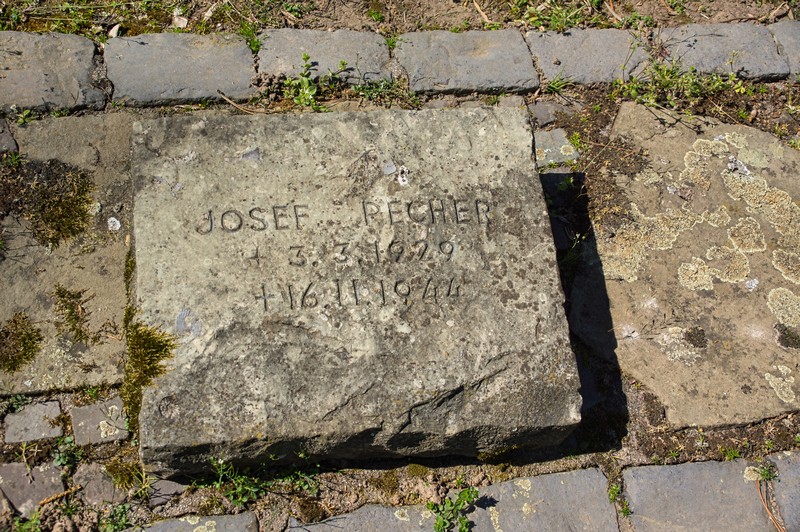 JOSEF PECHER
+ 3.3.1929
+ 16.11.1944